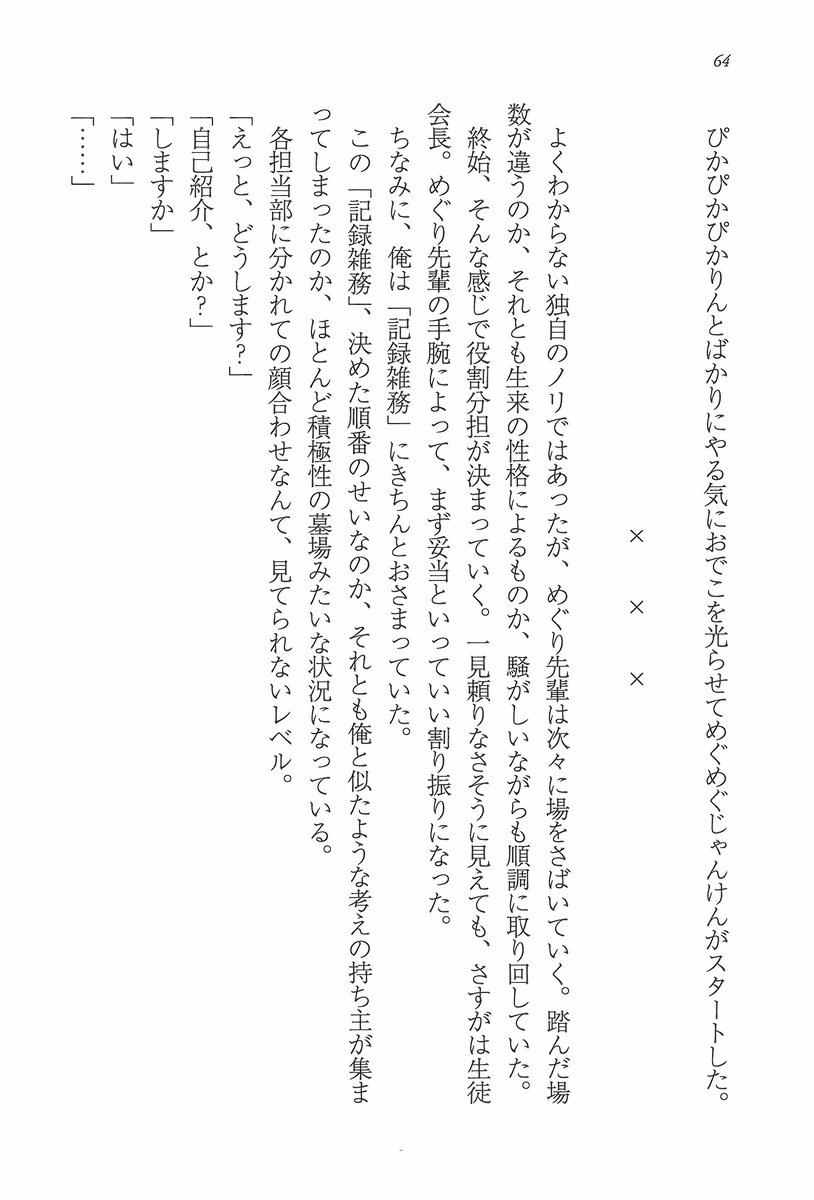 64
ぴかぴかぴかりんとばかりにやる気におでこを光らせてめぐめぐじゃんけんがスタートした。
× × ×
よくわからない独自のノリではあったが、めぐり先輩は次々に場をさばいていく。踏んだ場
数が違うのか、それとも生来の性格によるものか、騒がしいながらも順調に取り回していた。
終始、そんな感じで役割分担が決まっていく。一見頼りなさそうに見えても、さすがは生徒
会長。めぐり先輩の手腕によって、まず妥当といっていい割り振りになった。
ちなみに、俺は「記録雑務」にきちんとおさまっていた。
この「記録雑務」、決めた順番のせいなのか、それとも俺と似たような考えの持ち主が集ま
ってしまったのか、ほとんど積極性の墓場みたいな状況になっている。
各担当部に分かれての顔合わせなんて、見てられないレベル。
「えっと、どうします?」
「自己紹介、とか?」
「しますか」
「はい」
「……」